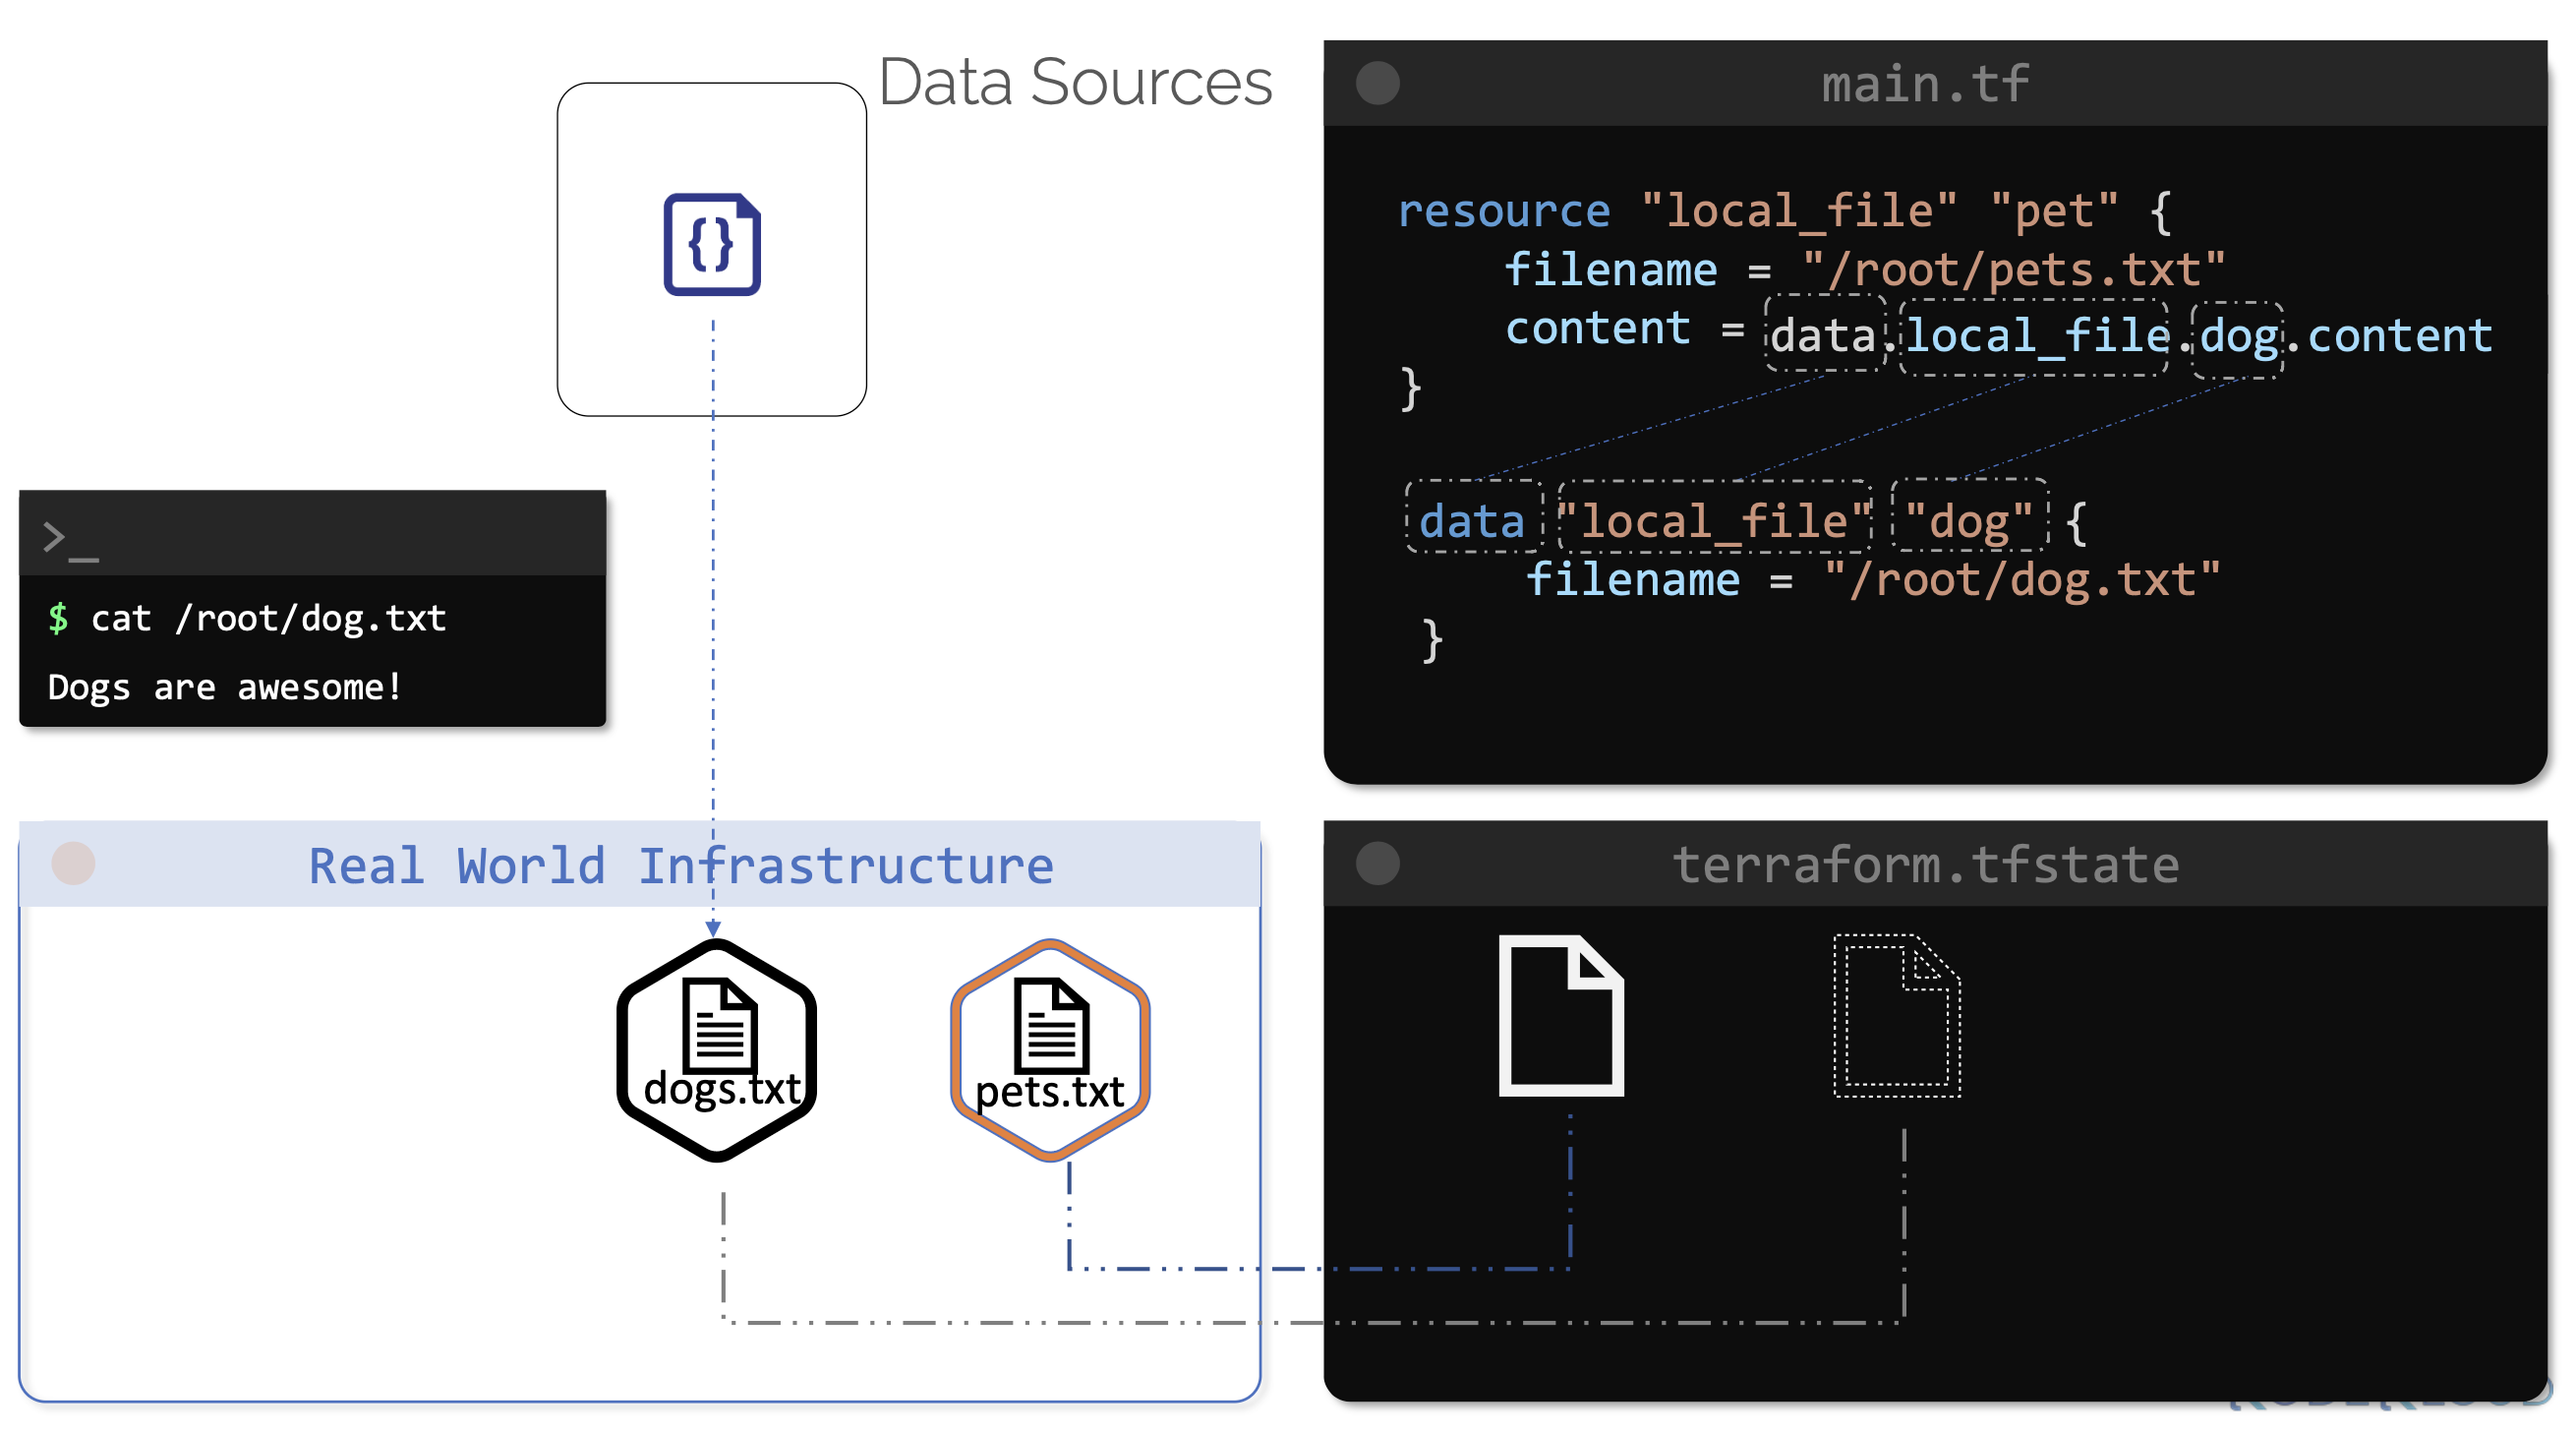 Data Sources
{}
>_
$ cat /root/dog.txt
Dogs are awesome!
main.tf
resource "local_file" "pet" {
filename = "/root/pets.txt"
content = data.local_file.dog.content
}
data "local_file" "dog" {
filename = "/root/dog.txt"
}
Real World Infrastructure
dogs.txt
pets.txt
terraform.tfstate